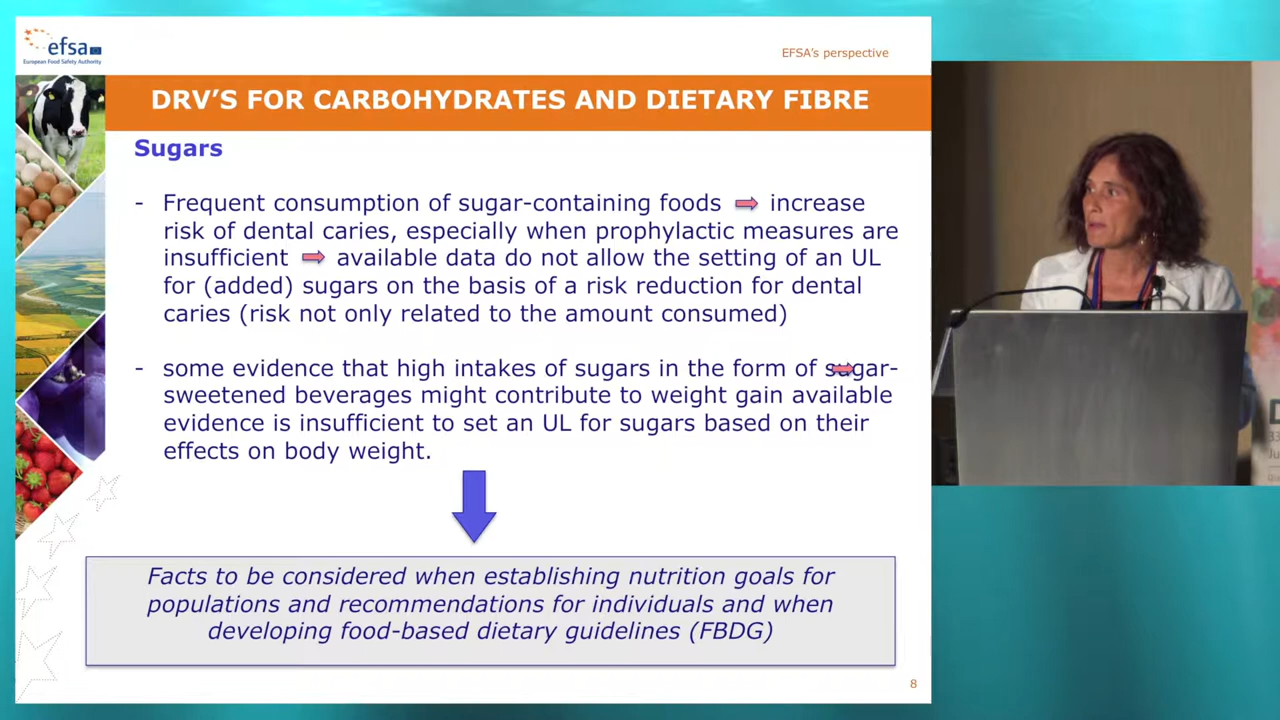 efsa
European Food Safety Authority
EFSA's perspective
DRV'S FOR CARBOHYDRATES AND DIETARY FIBRE
Sugars
- Frequent consumption of sugar-containing foods increase
risk of dental caries, especially when prophylactic measures are
insufficient available data do not allow the setting of an UL
for (added) sugars on the basis of a risk reduction for dental
caries (risk not only related to the amount consumed)
- some evidence that high intakes of sugars in the form of sugar-
sweetened beverages might contribute to weight gain available
evidence is insufficient to set an UL for sugars based on their
effects on body weight.
Facts to be considered when establishing nutrition goals for
populations and recommendations for individuals and when
developing food-based dietary guidelines (FBDG)
8